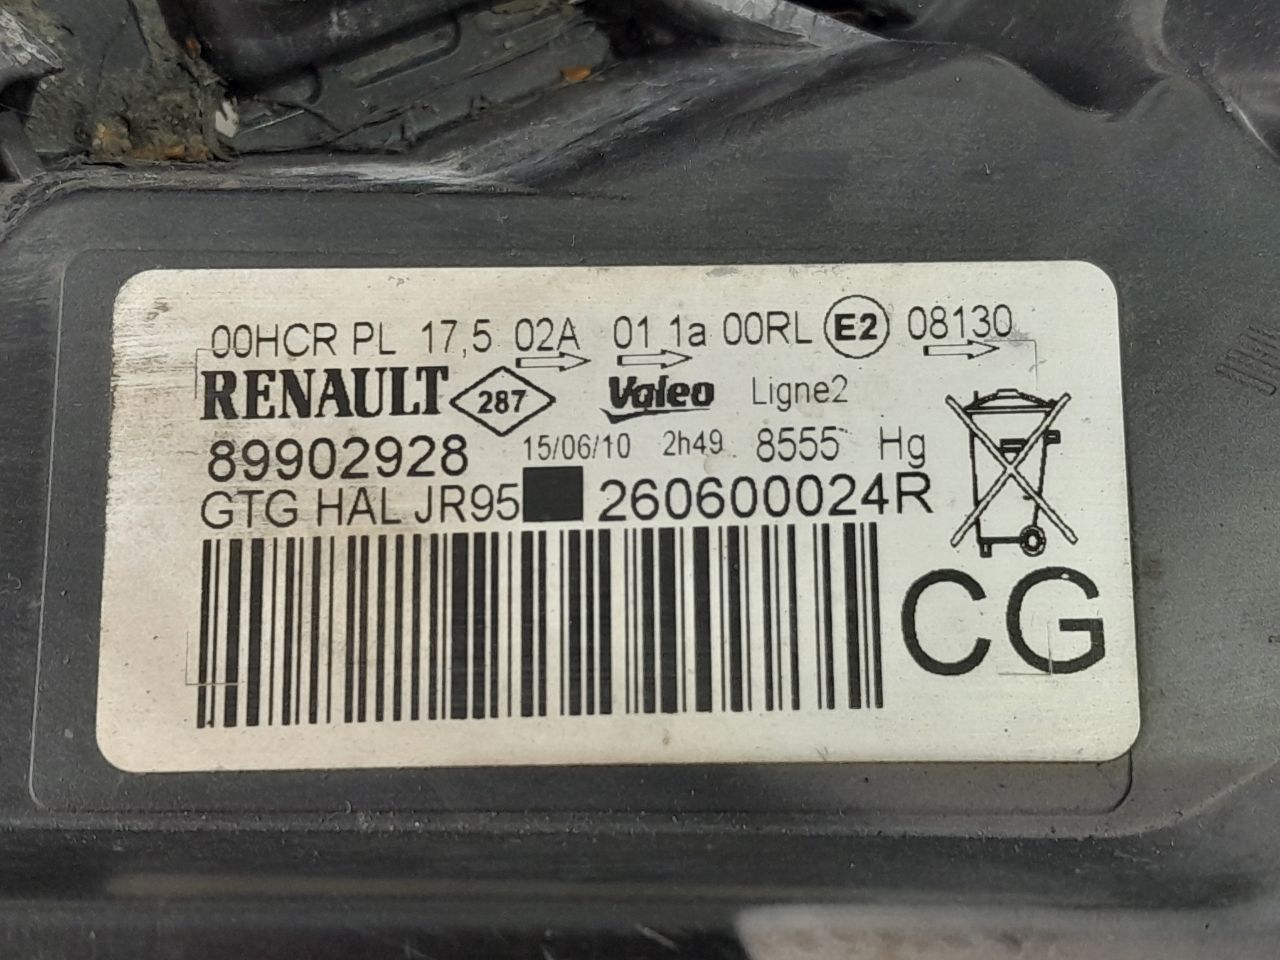 00HCR PL 17,5 02A 01 1a 00RL E2 08130
RENAULT 287 Valeo Ligne2
89902928 15/06/10 2h49 8555 Hg
GTG HAL JR95 260600024R
CG